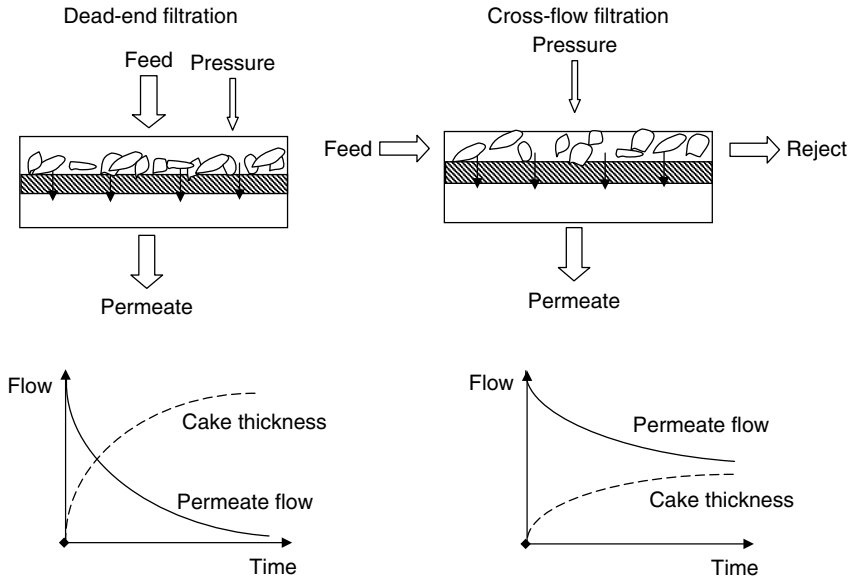 Dead-end filtration
Feed Pressure
Permeate
Cross-flow filtration
Pressure
Feed
Reject
Permeate
Flow
Cake thickness
Permeate flow
Time
Flow
Permeate flow
Cake thickness
Time